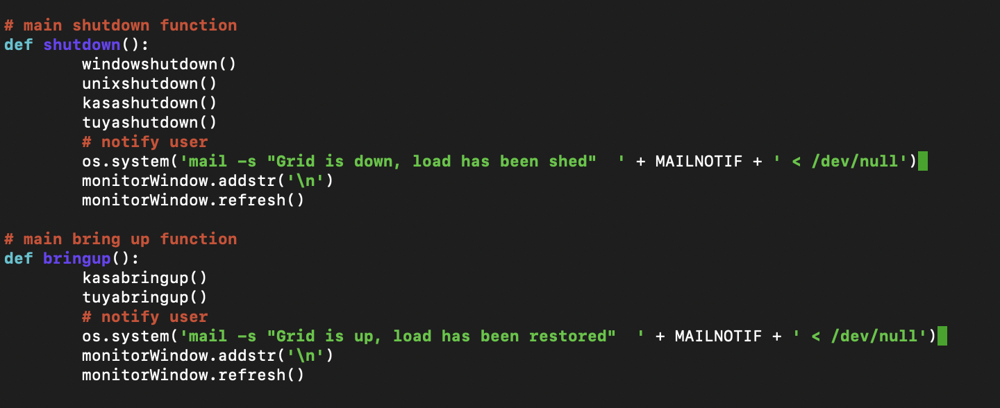 # main shutdown function
def shutdown():
        windowshutdown()
        unixshutdown()
        kasashutdown()
        tuyashutdown()
        # notify user
        os.system('mail -s "Grid is down, load has been shed"  ' + MAILNOTIF + ' < /dev/null')
        monitorWindow.addstr('\n')
        monitorWindow.refresh()

# main bring up function
def bringup():
        kasabringup()
        tuyabringup()
        # notify user
        os.system('mail -s "Grid is up, load has been restored"  ' + MAILNOTIF + ' < /dev/null')
        monitorWindow.addstr('\n')
        monitorWindow.refresh()